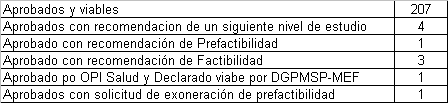 Aprobados y viables 207
Aprobados con recomendacion de un siguiente nivel de estudio 4
Aprobado con recomendación de Prefactibilidad 1
Aprobado con recomendación de Factibilidad 3
Aprobado po OPI Salud y Declarado viabe por DGPMSP-MEF 1
Aprobados con solicitud de exoneración de prefactibilidad 1